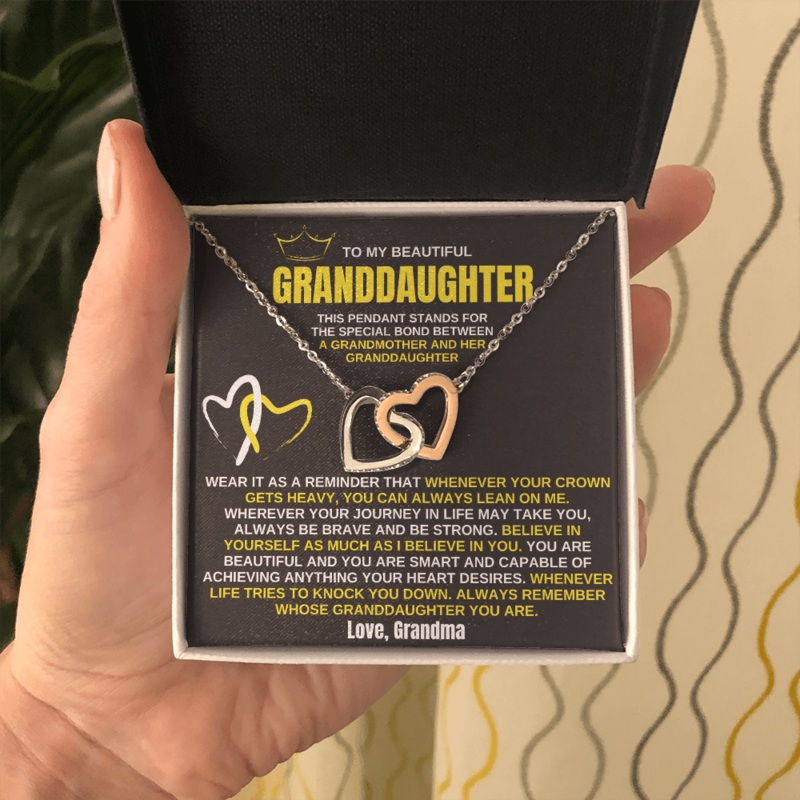 TO MY BEAUTIFUL
GRANDDAUGHTER
THIS PENDANT STANDS FOR
THE SPECIAL BOND BETWEEN
A GRANDMOTHER AND HER
GRANDDAUGHTER
WEAR IT AS A REMINDER THAT WHENEVER YOUR CROWN
GETS HEAVY, YOU CAN ALWAYS LEAN ON ME.
WHEREVER YOUR JOURNEY IN LIFE MAY TAKE YOU,
ALWAYS BE BRAVE AND BE STRONG. BELIEVE IN
YOURSELF AS MUCH AS I BELIEVE IN YOU. YOU ARE
BEAUTIFUL AND YOU ARE SMART AND CAPABLE OF
ACHIEVING ANYTHING YOUR HEART DESIRES. WHENEVER
LIFE TRIES TO KNOCK YOU DOWN. ALWAYS REMEMBER
WHOSE GRANDDAUGHTER YOU ARE.
Love, Grandma